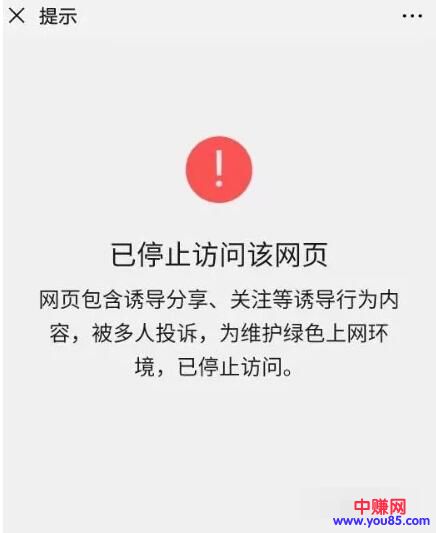 提示
已停止访问该网页
网页包含诱导分享、关注等诱导行为内
容，被多人投诉，为维护绿色上网环
境，已停止访问。
中赚网
www.you85.com